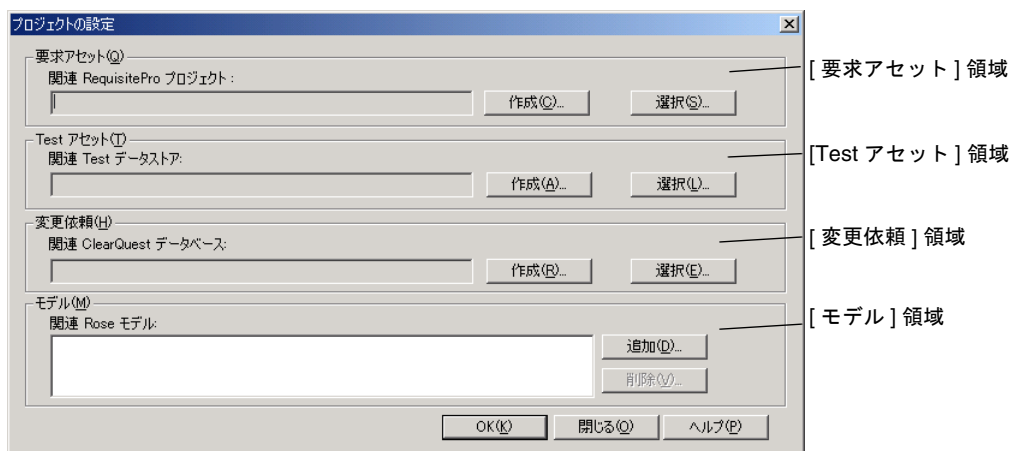 プロジェクトの設定
要求アセット(Q)
関連 RequisitePro プロジェクト :
作成(C)... 選択(S)...
[ 要求アセット ] 領域
Test アセット(T)
関連 Test データストア:
作成(A)... 選択(L)...
[Test アセット ] 領域
変更依頼(H)
関連 ClearQuest データベース:
作成(R)... 選択(E)...
[ 変更依頼 ] 領域
モデル(M)
関連 Rose モデル:
追加(D)...
削除(V)...
[ モデル ] 領域
OK(K) 閉じる(O) ヘルプ(P)